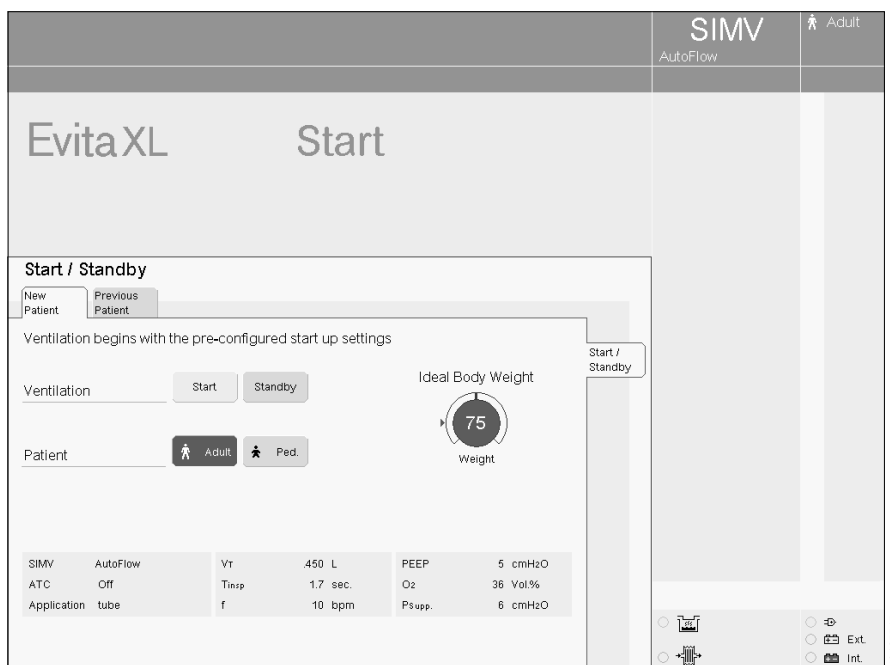 SIMV
AutoFlow
Adult
Evita XL Start
Start / Standby
New Patient
Previous Patient
Ventilation begins with the pre-configured start up settings
Start / Standby
Ventilation Start Standby
Ideal Body Weight
75
Weight
Patient Adult Ped.
SIMV AutoFlow VT .450 L PEEP 5 cmH2O
ATC Off Tinsp 1.7 sec. O2 36 Vol.%
Application tube f 10 bpm Psupp. 6 cmH2O
Ext.
Int.